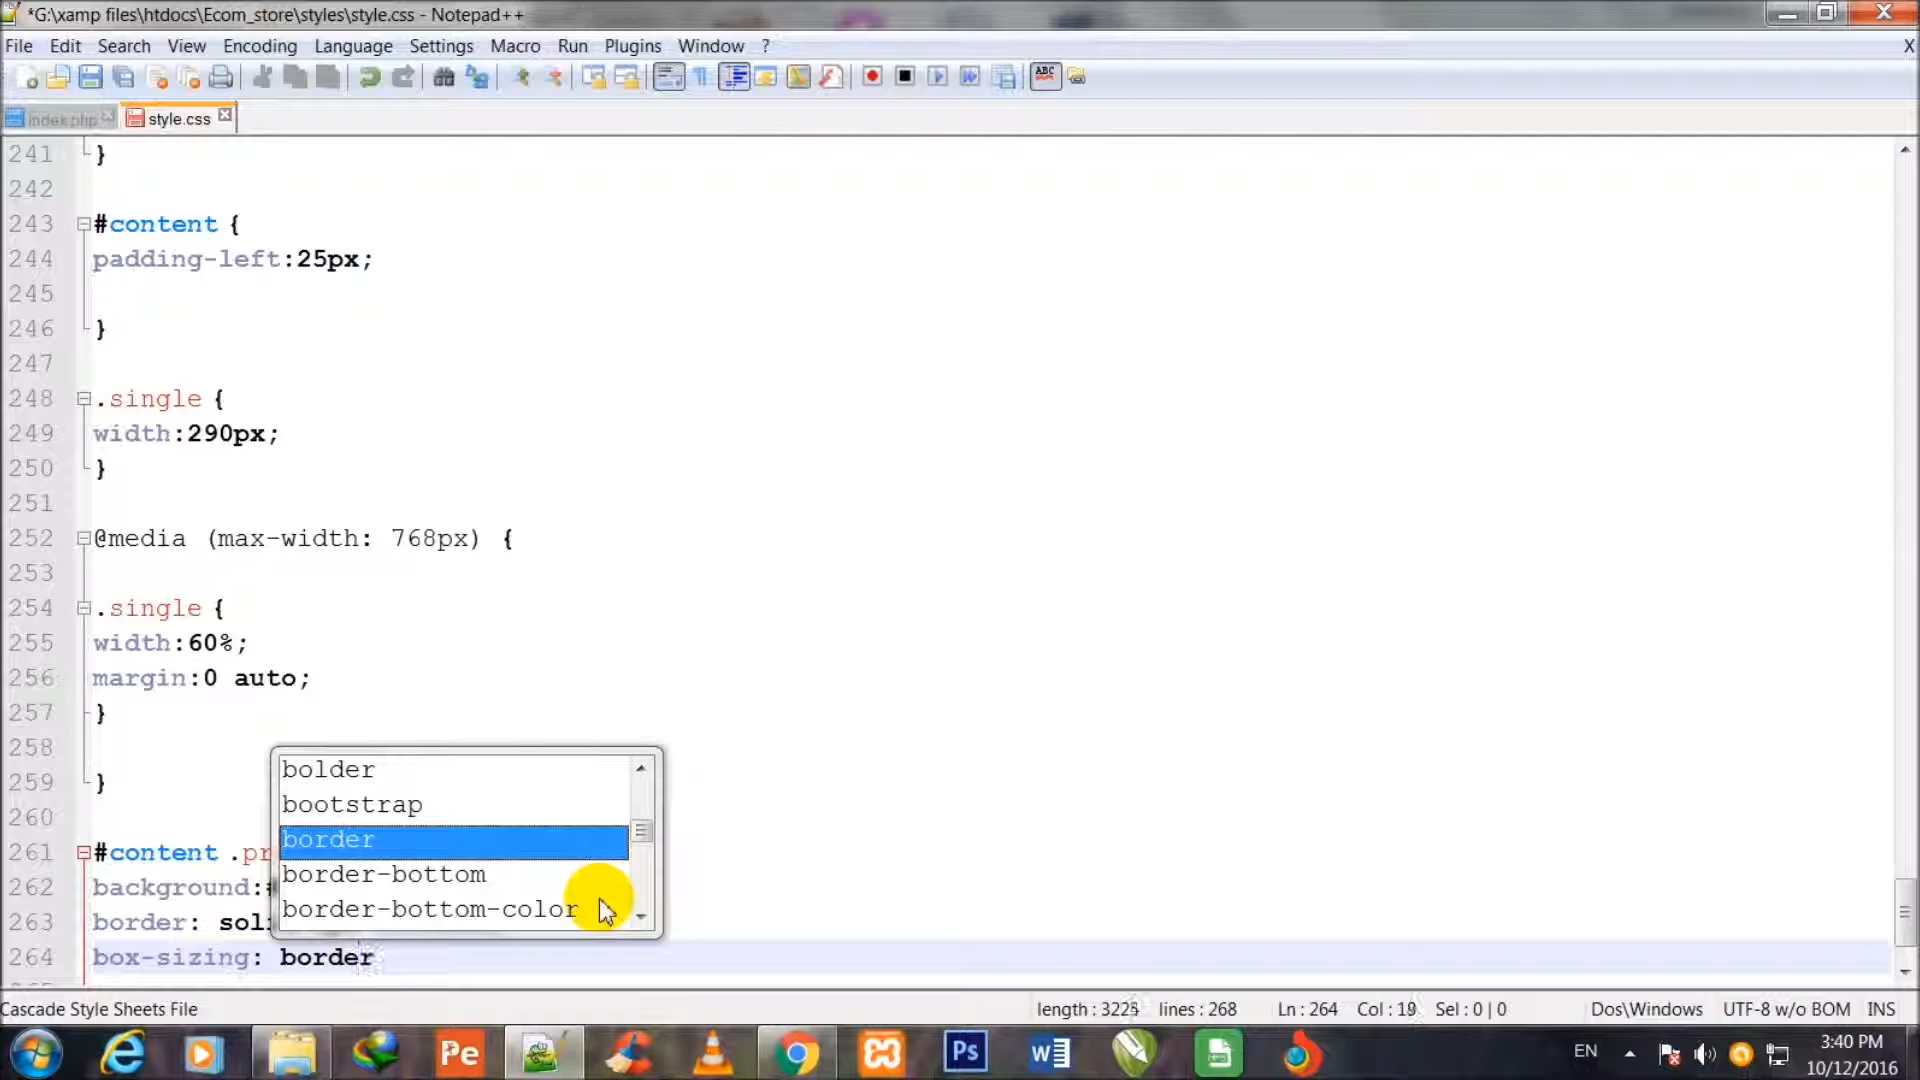 *G:\xamp files\htdocs\Ecom_store\styles\style.css - Notepad++
File Edit Search View Encoding Language Settings Macro Run Plugins Window ? X
ABC
index.php style.css
241 }
242
243 #content {
244 padding-left:25px;
245
246 }
247
248 .single {
249 width:290px;
250 }
251
252 @media (max-width: 768px) {
253
254 .single {
255 width:60%;
256 margin:0 auto;
257 }
258
259 }
260
261 #content .pr
262 background:
263 border: soli
264 box-sizing: border
bolder
bootstrap
border
border-bottom
border-bottom-color
Cascade Style Sheets File lines : 268 Ln : 264 Col : 19 Sel : 0 | 0 Dos\Windows UTF-8 w/o BOM INS
Pe Ps W EN 3:40 PM
10/12/2016